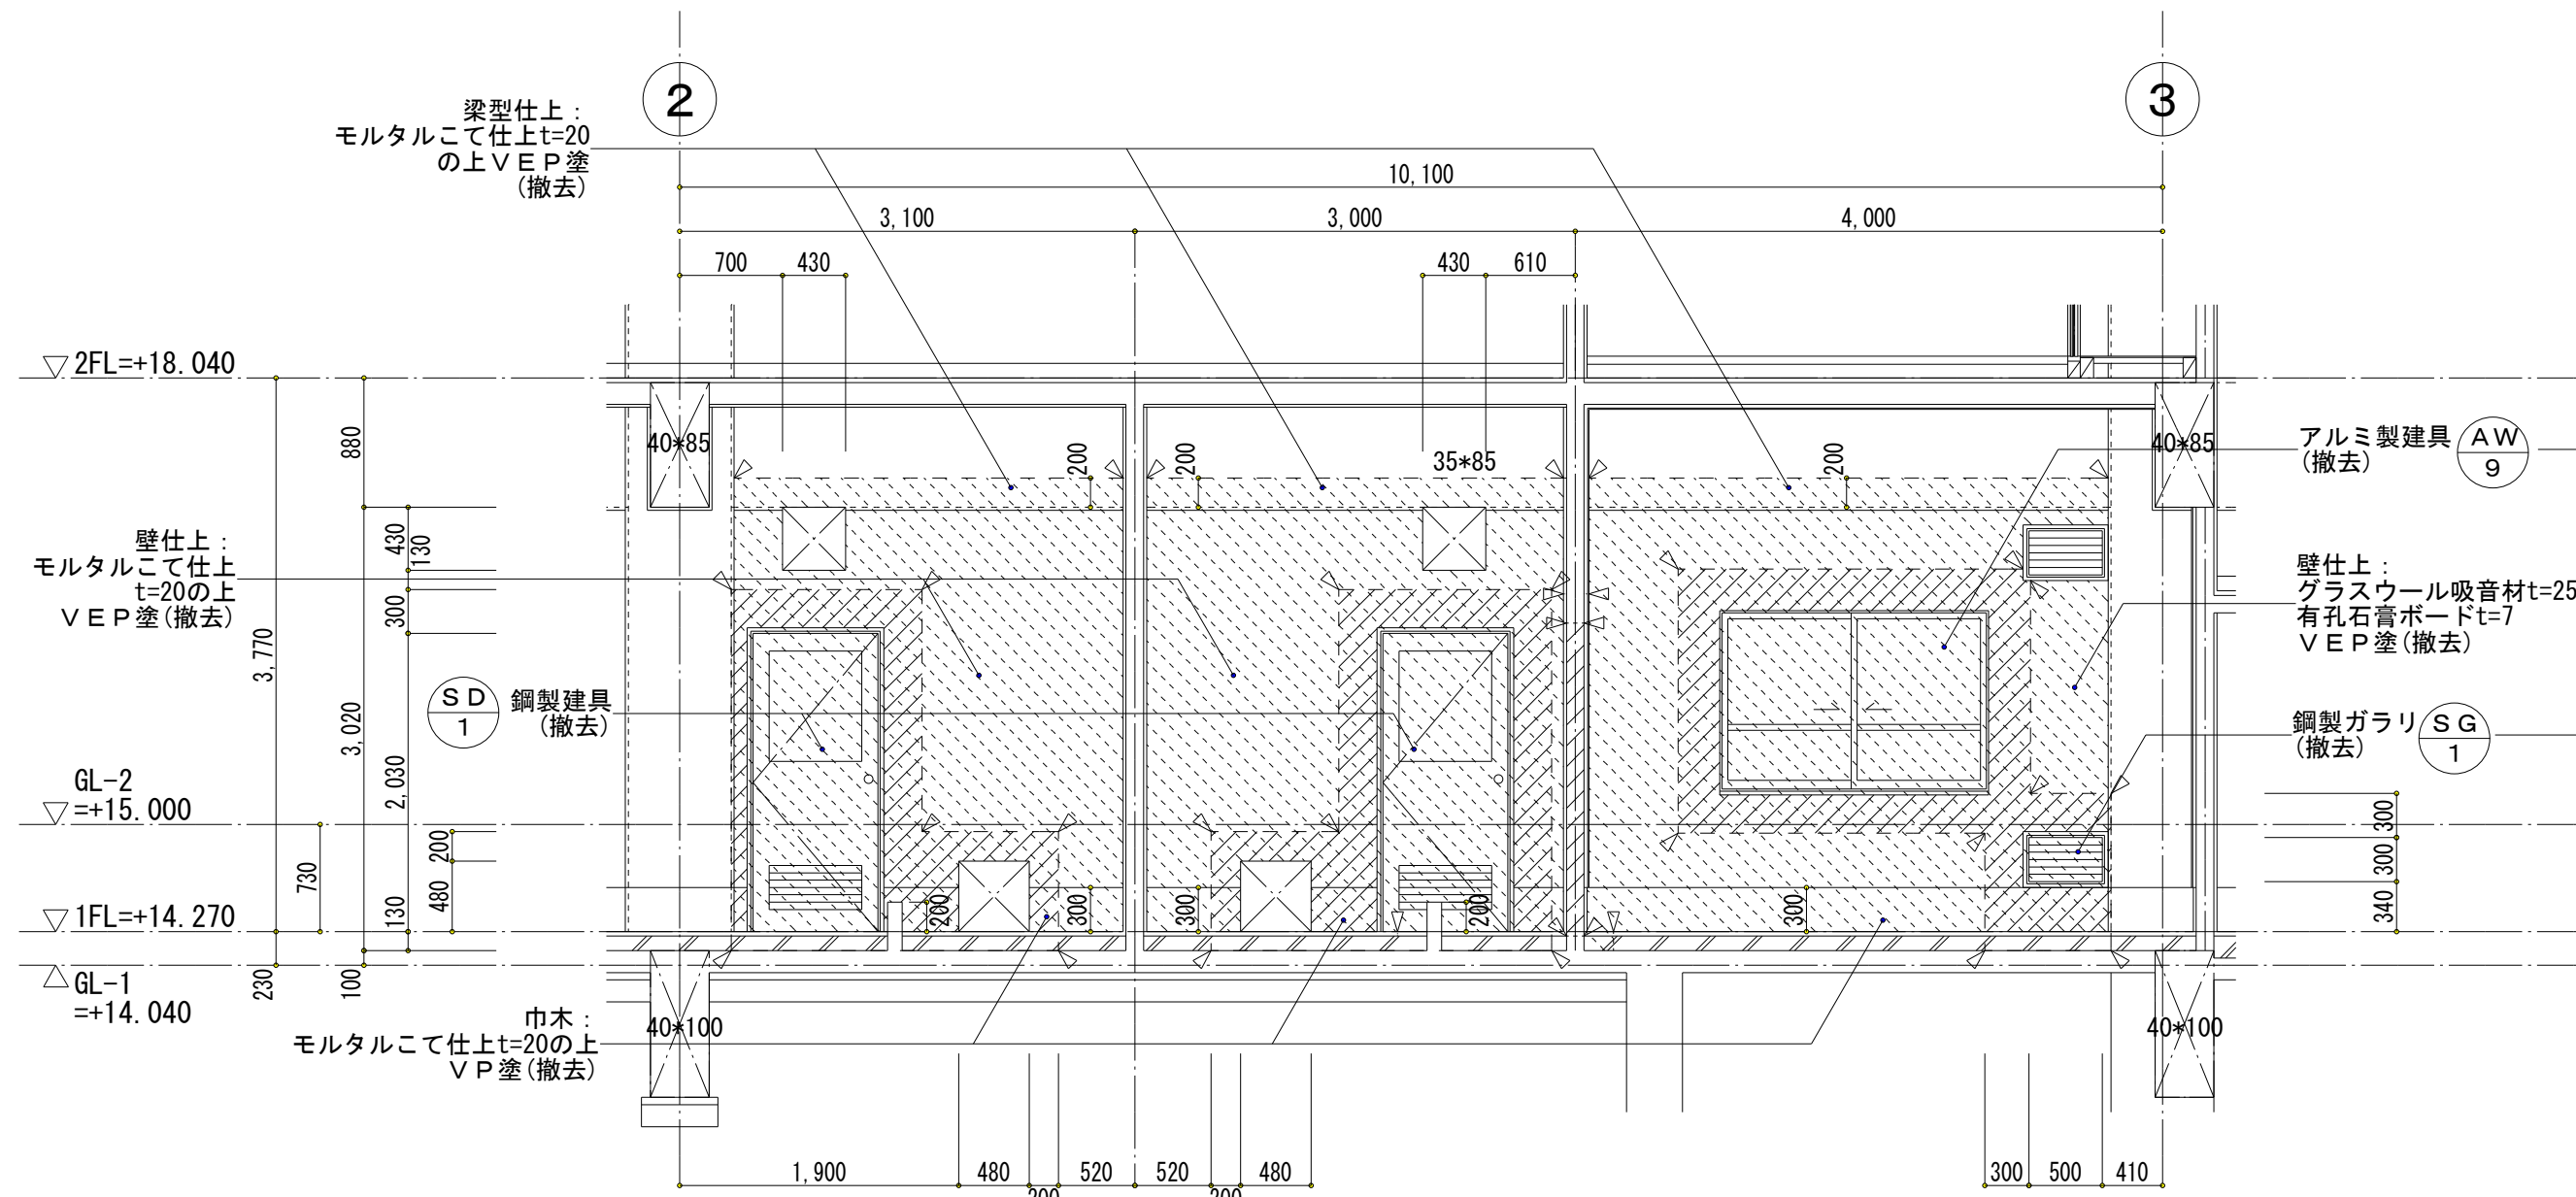 2
3
梁型仕上：
モルタルこて仕上t=20
の上ＶＥＰ塗
(撤去)
10,100
3,100
3,000
4,000
700
430
430
610
2FL=+18.040
880
40*85
200
200
35*85
200
40*85
アルミ製建具
(撤去)
ＡＷ
9
壁仕上：
モルタルこて仕上
t=20の上
ＶＥＰ塗(撤去)
430
130
300
3,770
3,020
2,030
壁仕上：
グラスウール吸音材t=25
有孔石膏ボードt=7
ＶＥＰ塗(撤去)
ＳＤ
1
鋼製建具
(撤去)
鋼製ガラリ
(撤去)
ＳＧ
1
GL-2
=+15.000
730
200
480
130
300
300
340
1FL=+14.270
200
300
300
200
300
GL-1
=+14.040
230
100
巾木：
モルタルこて仕上t=20の上
ＶＰ塗(撤去)
40*100
40*100
1,900
480
200
520
520
200
480
300
500
410